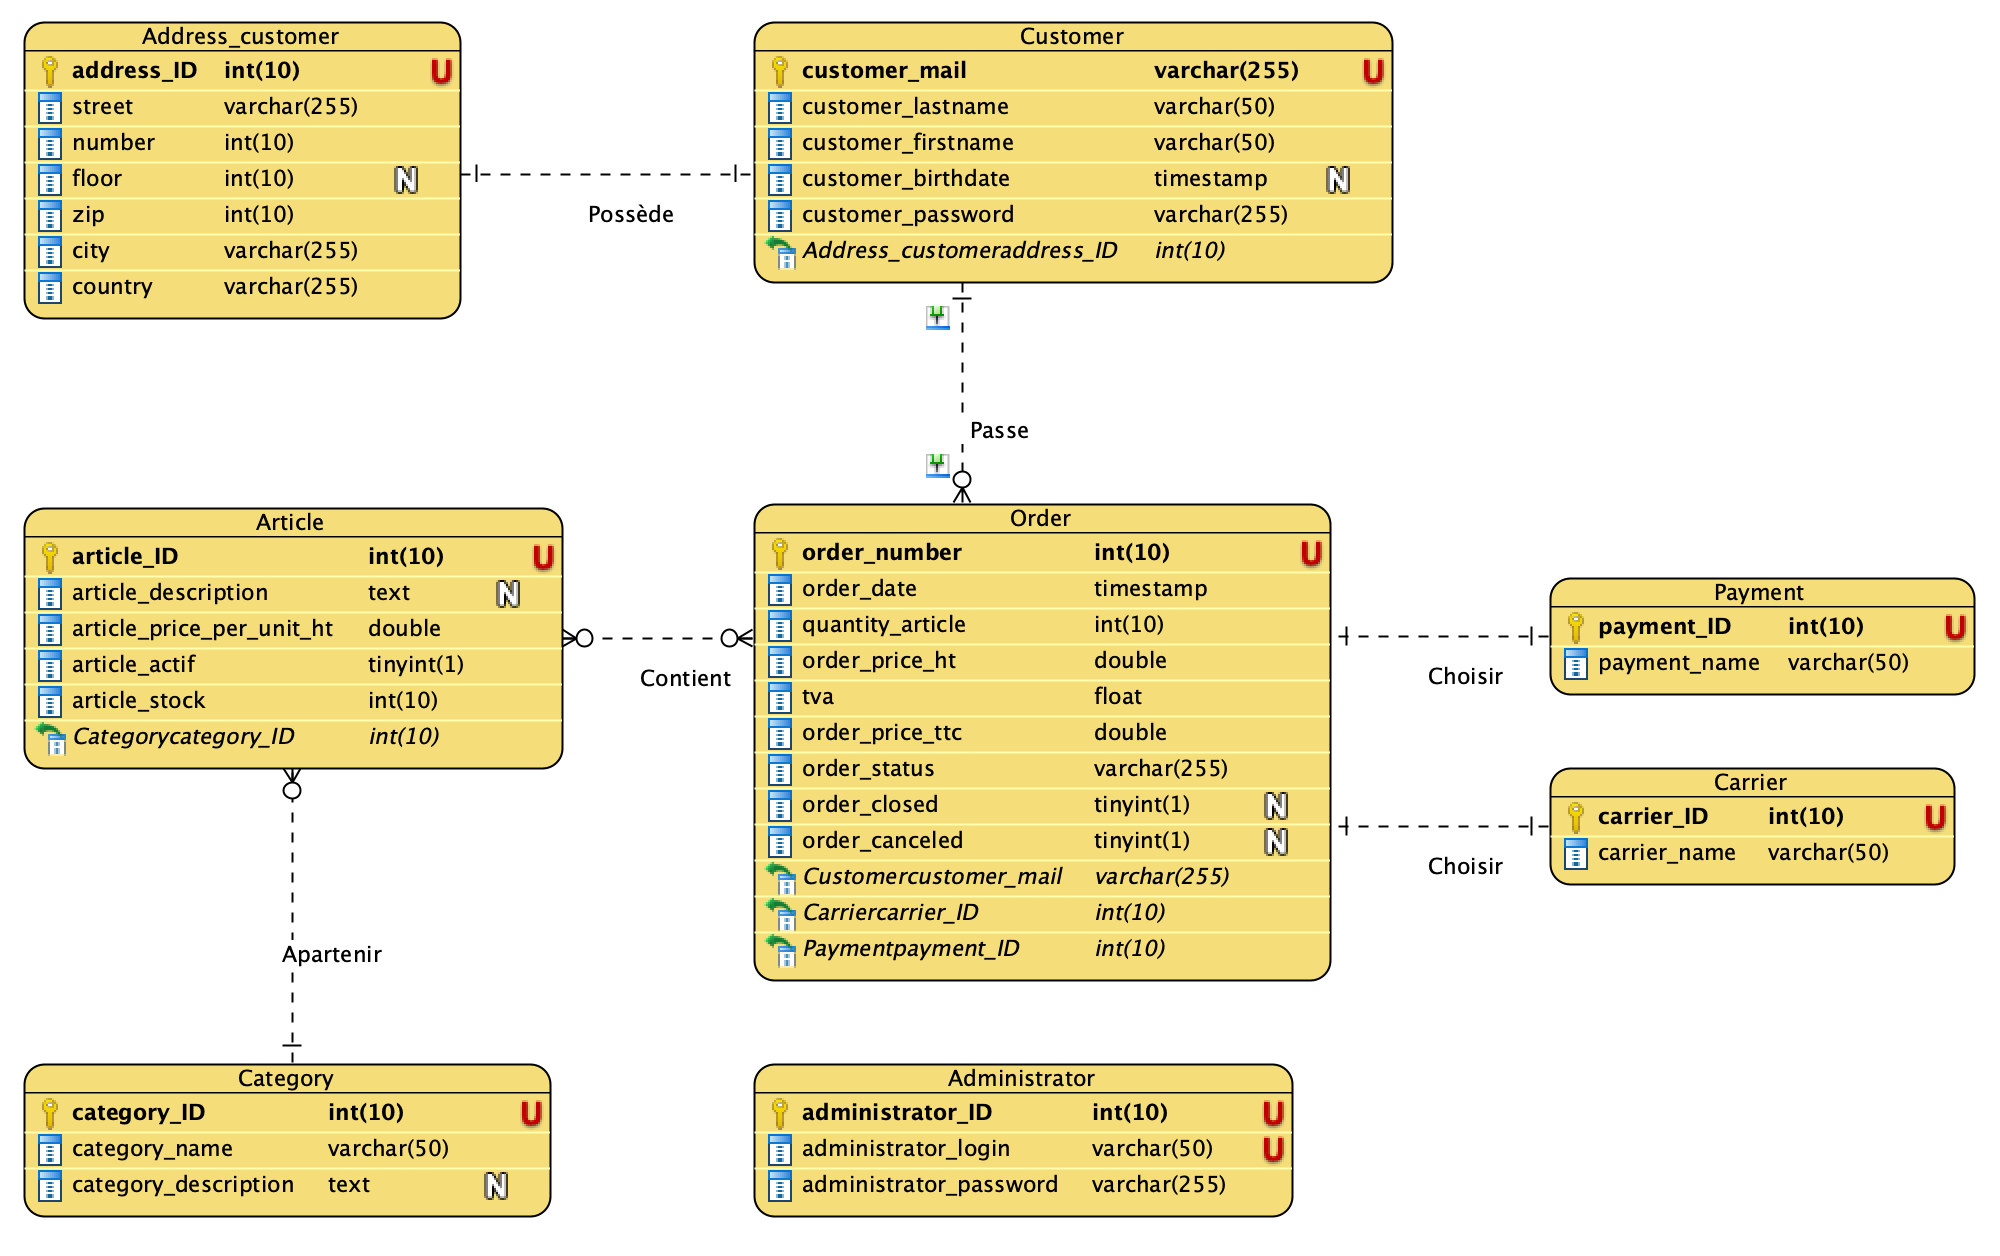 Address_customer
address_ID int(10) U
street varchar(255)
number int(10)
floor int(10) N
zip int(10)
city varchar(255)
country varchar(255)
Possède
Customer
customer_mail varchar(255) U
customer_lastname varchar(50)
customer_firstname varchar(50)
customer_birthdate timestamp N
customer_password varchar(255)
Address_customeraddress_ID int(10)
Passe
Article
article_ID int(10) U
article_description text N
article_price_per_unit_ht double
article_actif tinyint(1)
article_stock int(10)
Categorycategory_ID int(10)
Contient
Order
order_number int(10) U
order_date timestamp
quantity_article int(10)
order_price_ht double
tva float
order_price_ttc double
order_status varchar(255)
order_closed tinyint(1) N
order_canceled tinyint(1) N
Customercustomer_mail varchar(255)
Carriercarrier_ID int(10)
Paymentpayment_ID int(10)
Choisir
Payment
payment_ID int(10) U
payment_name varchar(50)
Choisir
Carrier
carrier_ID int(10) U
carrier_name varchar(50)
Apartenir
Category
category_ID int(10) U
category_name varchar(50)
category_description text N
Administrator
administrator_ID int(10) U
administrator_login varchar(50) U
administrator_password varchar(255)